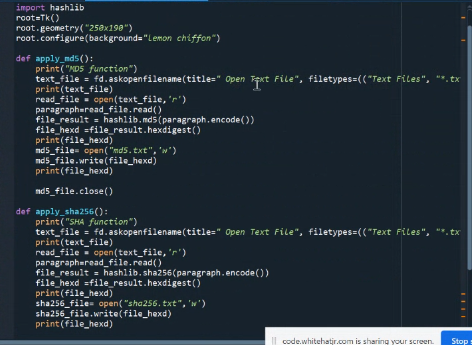 import hashlib
root=Tk()
root.geometry("250x190")
root.configure(background="Lemon chiffon")
def apply_md5():
print("MD5 function")
text_file = fd.askopenfilename(title=" Open Text File", filetypes=(("Text Files", "*.tx
print(text_file)
read_file = open(text_file,'r')
paragraph=read_file.read()
file_result = hashlib.md5(paragraph.encode())
file_hexd =file_result.hexdigest()
print(file_hexd)
md5_file= open("md5.txt",'w')
md5_file.write(file_hexd)
print(file_hexd)
md5_file.close()
def apply_sha256():
print("SHA function")
text_file = fd.askopenfilename(title=" Open Text File", filetypes=(("Text Files", "*.tx
print(text_file)
read_file = open(text_file,'r')
paragraph=read_file.read()
file_result = hashlib.sha256(paragraph.encode())
file_hexd =file_result.hexdigest()
print(file_hexd)
sha256_file= open("sha256.txt",'w')
sha256_file.write(file_hexd)
print(file_hexd)
code.whitehatjr.com is sharing your screen. Stop s